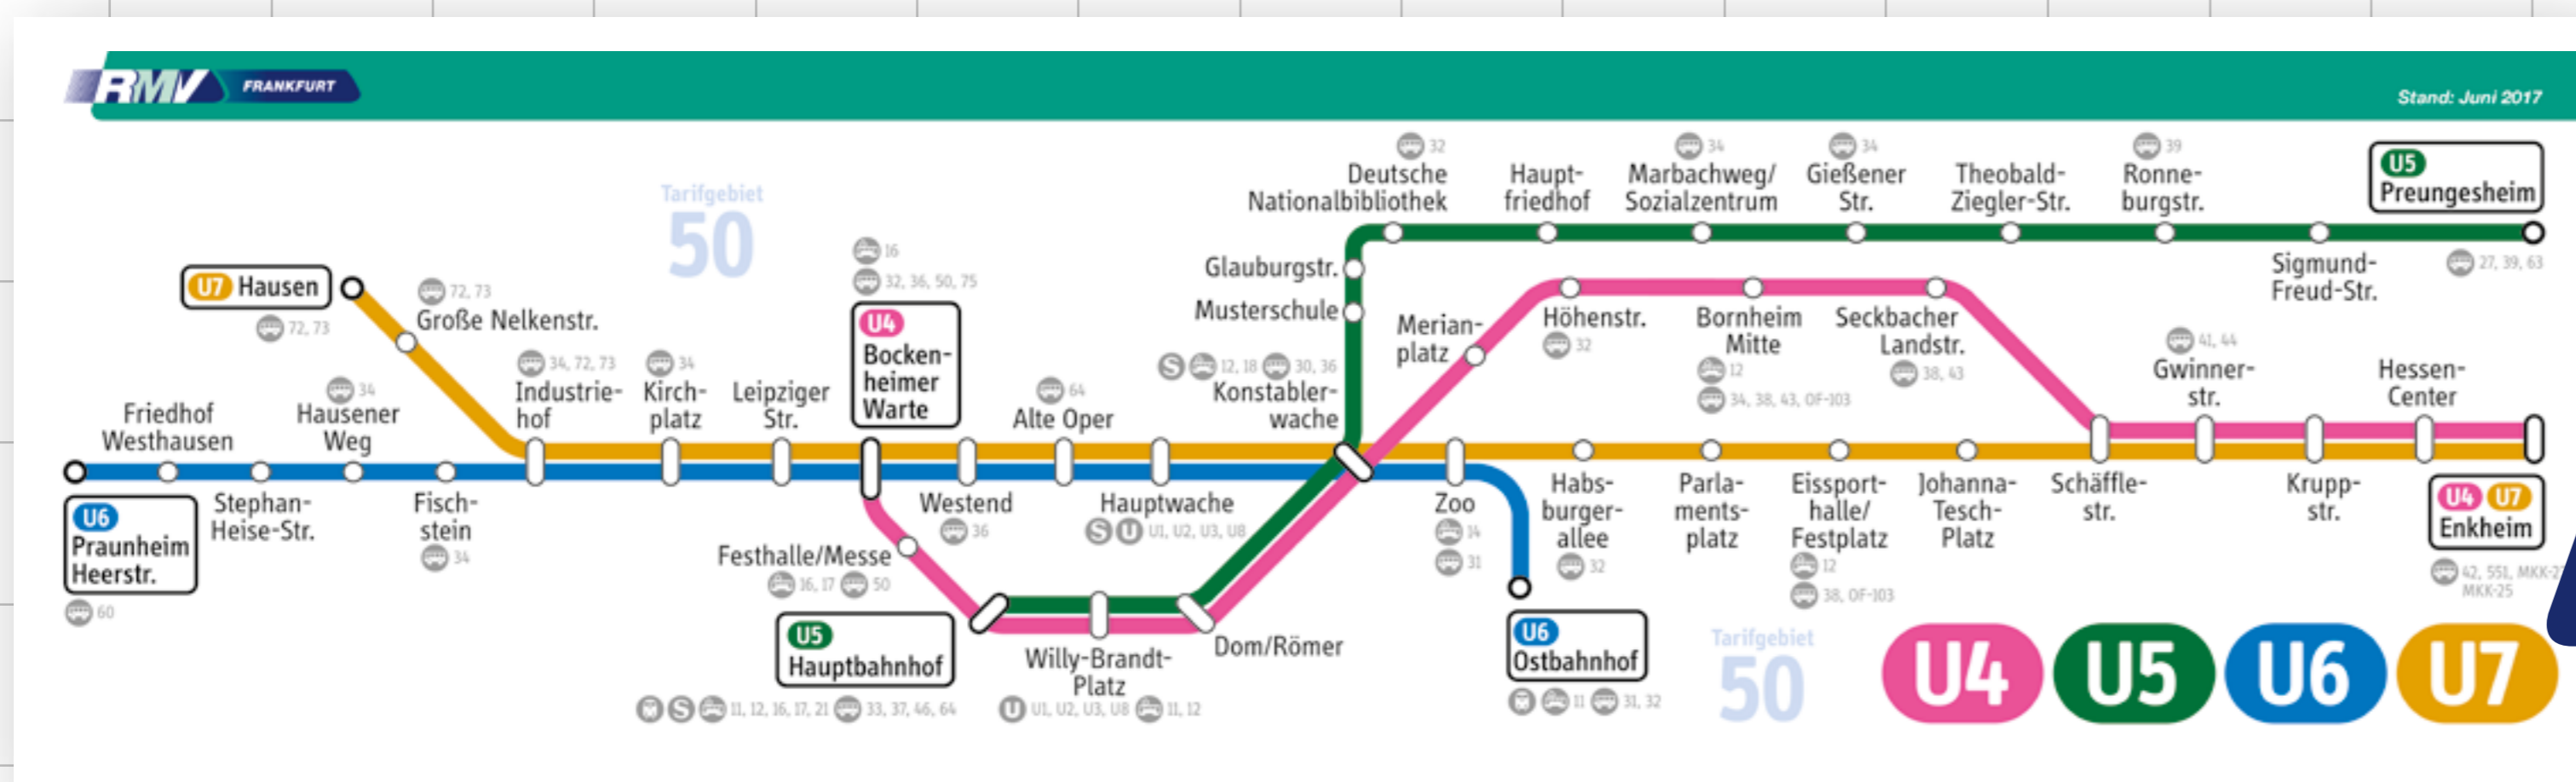 RMV FRANKFURT
Stand: Juni 2017
32
Deutsche
Nationalbibliothek
Haupt-
friedhof
34
Marbachweg/
Sozialzentrum
34
Gießener
Str.
Theobald-
Ziegler-Str.
39
Ronne-
burgstr.
U5
Preungesheim
27, 39, 63
Sigmund-
Freud-Str.
Tarifgebiet
50
Glauburgstr.
Musterschule
U7 Hausen
72, 73
72, 73
Große Nelkenstr.
16
32, 36, 50, 75
U4
Bocken-
heimer
Warte
Merian-
platz
Höhenstr.
32
Bornheim
Mitte
12
34, 38, 43, OF-103
Seckbacher
Landstr.
38, 43
41, 44
Gwinner-
str.
Hessen-
Center
Friedhof
Westhausen
34
Hausener
Weg
34, 72, 73
Industrie-
hof
34
Kirch-
platz
Leipziger
Str.
64
Alte Oper
S 12, 18 30, 36
Konstabler-
wache
U6
Praunheim
Heerstr.
60
Stephan-
Heise-Str.
Fisch-
stein
34
Westend
36
Hauptwache
S U U1, U2, U3, U8
Zoo
14
31
Habs-
burger-
allee
32
Parla-
ments-
platz
Eissport-
halle/
Festplatz
12
38, OF-103
Johanna-
Tesch-
Platz
Schäffle-
str.
Krupp-
str.
U4 U7
Enkheim
42, 551, MKK-2
MKK-25
Festhalle/Messe
16, 17 50
U5
Hauptbahnhof
S 11, 12, 16, 17, 21 33, 37, 46, 64
Willy-Brandt-
Platz
U U1, U2, U3, U8 11, 12
Dom/Römer
U6
Ostbahnhof
11 31, 32
Tarifgebiet
50
U4 U5 U6 U7